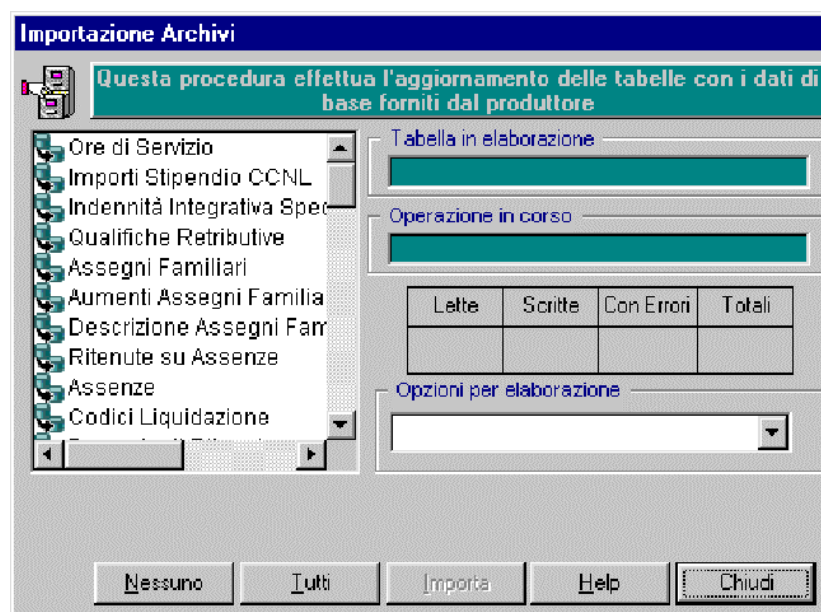 Importazione Archivi
Questa procedura effettua l'aggiornamento delle tabelle con i dati di
base forniti dal produttore
Ore di Servizio
Importi Stipendio CCNL
Indennità Integrativa Spec
Qualifiche Retributive
Assegni Familiari
Aumenti Assegni Familia
Descrizione Assegni Fam
Ritenute su Assenze
Assenze
Codici Liquidazione
Tabella in elaborazione
Operazione in corso
Lette Scritte Con Errori Totali
Opzioni per elaborazione
Nessuno Tutti Importa Help Chiudi